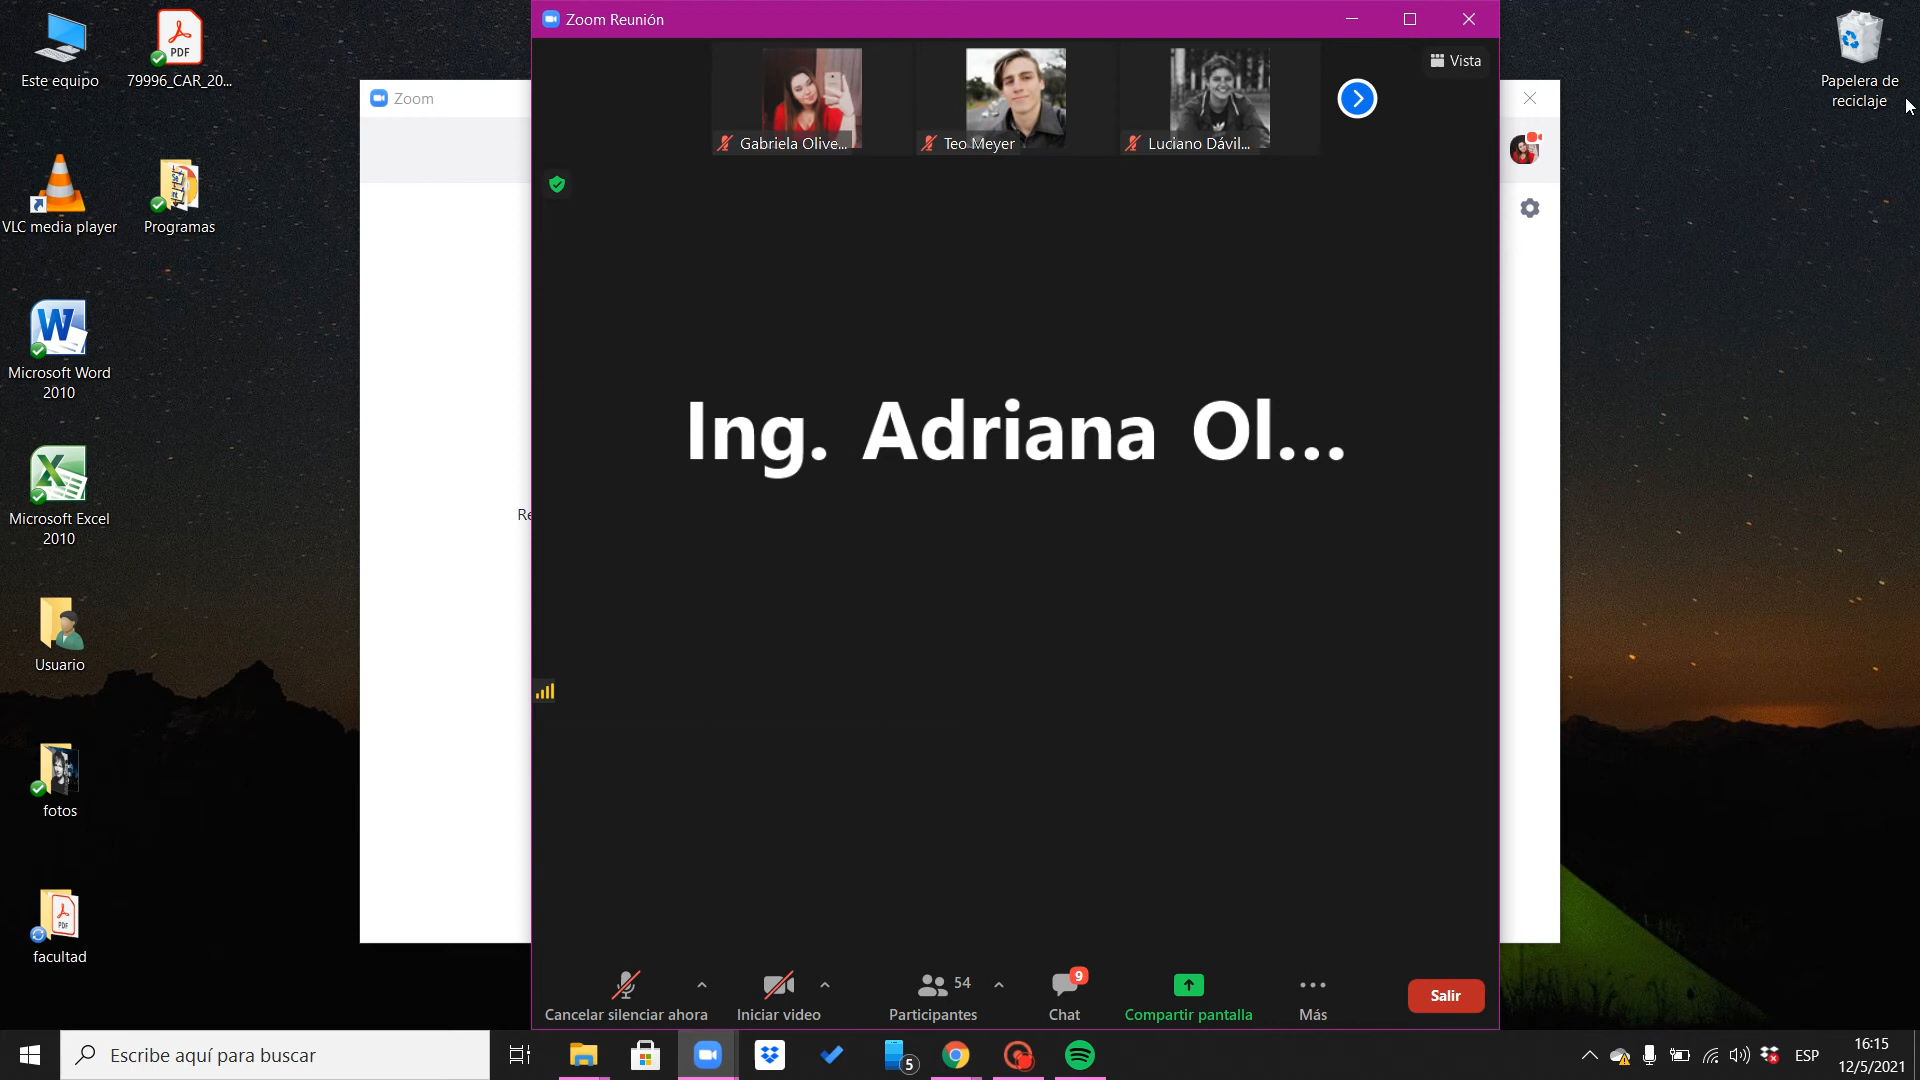 Zoom Reunión
Este equipo
79996_CAR_20...
PDF
Zoom
Vista
Papelera de
reciclaje
Gabriela Olive...
Teo Meyer
Luciano Dávil...
VLC media player
Programas
Microsoft Word
2010
Ing. Adriana Ol...
Microsoft Excel
2010
Re
Usuario
fotos
PDF
facultad
54
9
Cancelar silenciar ahora
Iniciar video
Participantes
Chat
Compartir pantalla
Más
Salir
Escribe aquí para buscar
5
ESP
16:15
12/5/2021